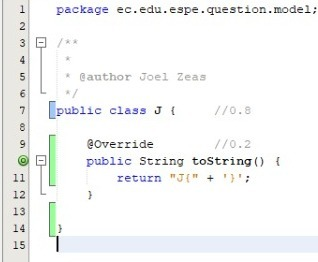 1 package ec.edu.espe.question.model;
2
3 /**
4 *
5 * @author Joel Zeas
6 */
7 public class J { //0.8
8
9 @Override //0.2
public String toString() {
11 return "J{" + '}';
12 }
13
14 }
15